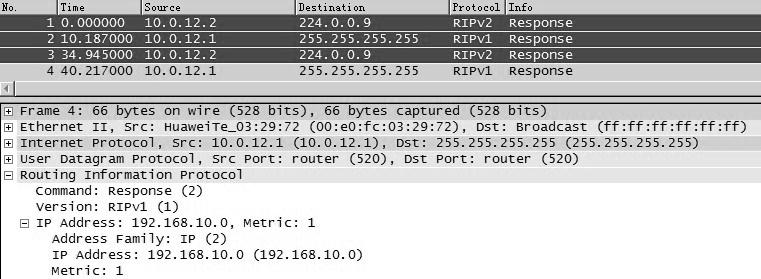 No. Time Source Destination Protocol Info
1 0.000000 10.0.12.2 224.0.0.9 RIPv2 Response
2 10.187000 10.0.12.1 255.255.255.255 RIPv1 Response
3 34.945000 10.0.12.2 224.0.0.9 RIPv2 Response
4 40.217000 10.0.12.1 255.255.255.255 RIPv1 Response
Frame 4: 66 bytes on wire (528 bits), 66 bytes captured (528 bits)
Ethernet II, Src: HuaweiTe_03:29:72 (00:e0:fc:03:29:72), Dst: Broadcast (ff:ff:ff:ff:ff:ff)
Internet Protocol, Src: 10.0.12.1 (10.0.12.1), Dst: 255.255.255.255 (255.255.255.255)
User Datagram Protocol, Src Port: router (520), Dst Port: router (520)
Routing Information Protocol
Command: Response (2)
Version: RIPv1 (1)
IP Address: 192.168.10.0, Metric: 1
Address Family: IP (2)
IP Address: 192.168.10.0 (192.168.10.0)
Metric: 1